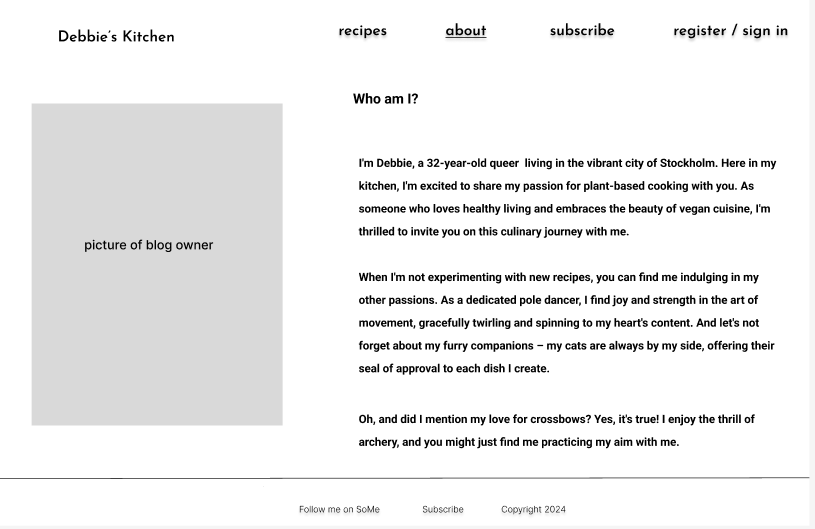 Debbie's Kitchen
recipes
about
subscribe
register / sign in
Who am I?
picture of blog owner
I'm Debbie, a 32-year-old queer  living in the vibrant city of Stockholm. Here in my
kitchen, I'm excited to share my passion for plant-based cooking with you. As
someone who loves healthy living and embraces the beauty of vegan cuisine, I'm
thrilled to invite you on this culinary journey with me.
When I'm not experimenting with new recipes, you can find me indulging in my
other passions. As a dedicated pole dancer, I find joy and strength in the art of
movement, gracefully twirling and spinning to my heart's content. And let's not
forget about my furry companions – my cats are always by my side, offering their
seal of approval to each dish I create.
Oh, and did I mention my love for crossbows? Yes, it's true! I enjoy the thrill of
archery, and you might just find me practicing my aim with me.
Follow me on SoMe
Subscribe
Copyright 2024